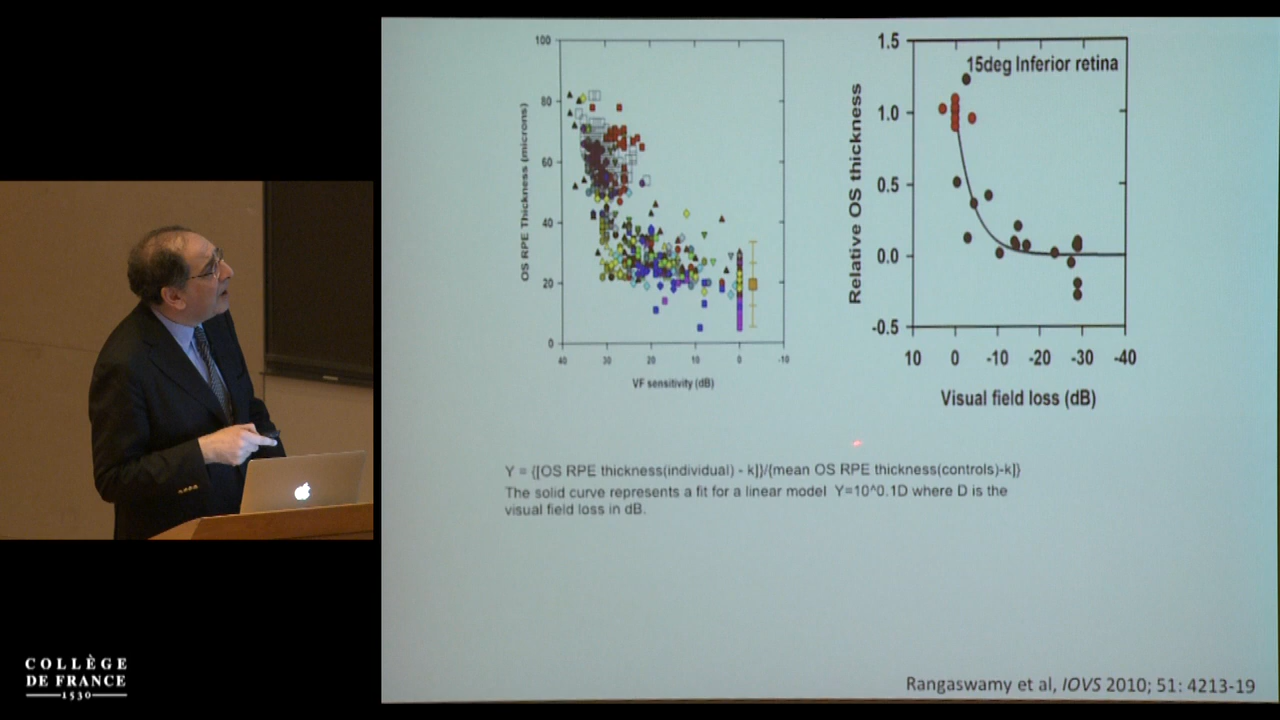 100
80
60
40
20
0
OS RPE Thickness (microns)
40 30 20 10 0 -10
VF sensitivity (dB)
1.5
1.0
0.5
0.0
-0.5
Relative OS thickness
15deg Inferior retina
10 0 -10 -20 -30 -40
Visual field loss (dB)
Y = {[OS RPE thickness(individual) - k]}/{mean OS RPE thickness(controls)-k]}
The solid curve represents a fit for a linear model Y=10^0.1D where D is the
visual field loss in dB.
Rangaswamy et al, IOVS 2010; 51: 4213-19
COLLÈGE
DE FRANCE
1530